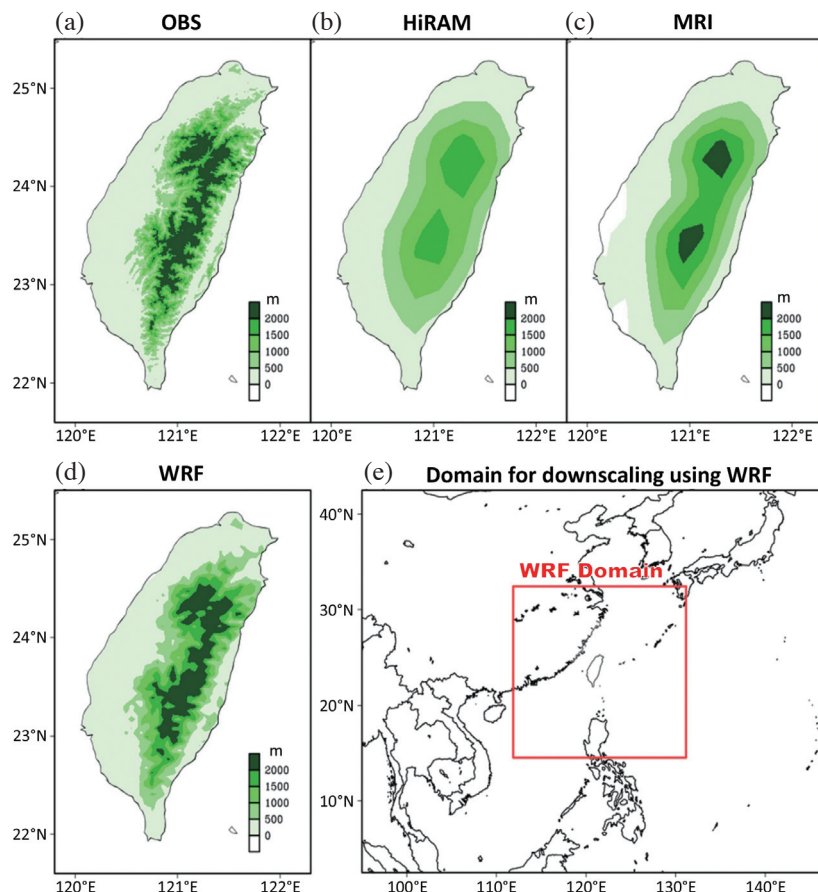 (a) OBS
(b) HiRAM
(c) MRI
25°N
24°N
23°N
22°N
m
2000
1500
1000
500
0
m
2000
1500
1000
500
0
m
2000
1500
1000
500
0
120°E 121°E 122°E
120°E 121°E 122°E
120°E 121°E 122°E
(d) WRF
(e) Domain for downscaling using WRF
25°N
24°N
23°N
22°N
m
2000
1500
1000
500
0
120°E 121°E 122°E
40°N
30°N
20°N
10°N
WRF Domain
100°E 110°E 120°E 130°E 140°E